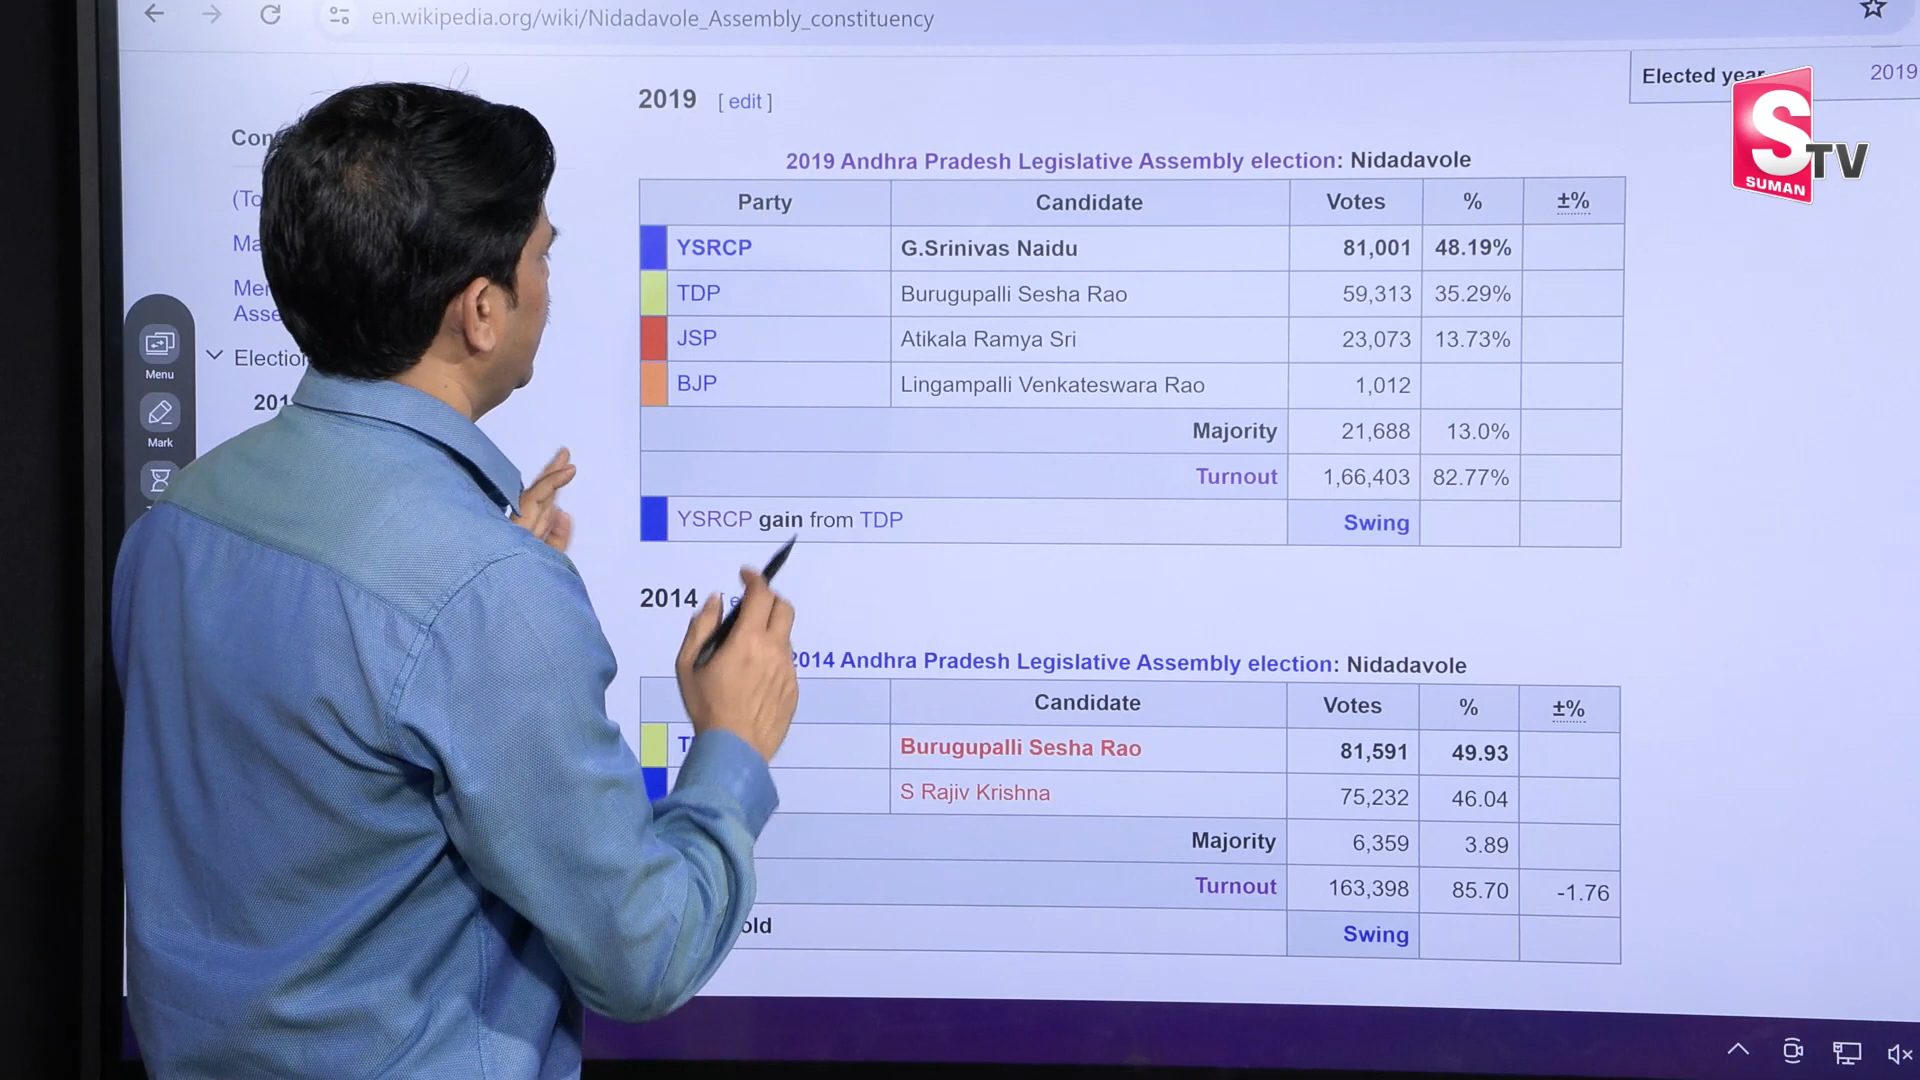 en.wikipedia.org/wiki/Nidadavole_Assembly_constituency
Elected year 2019
S TV
SUMAN
2019 [ edit ]
2019 Andhra Pradesh Legislative Assembly election: Nidadavole
Party Candidate Votes % ±%
YSRCP G.Srinivas Naidu 81,001 48.19%
TDP Burugupalli Sesha Rao 59,313 35.29%
JSP Atikala Ramya Sri 23,073 13.73%
BJP Lingampalli Venkateswara Rao 1,012
Majority 21,688 13.0%
Turnout 1,66,403 82.77%
YSRCP gain from TDP Swing
Menu
Mark
2014
2014 Andhra Pradesh Legislative Assembly election: Nidadavole
Candidate Votes % ±%
Burugupalli Sesha Rao 81,591 49.93
S Rajiv Krishna 75,232 46.04
Majority 6,359 3.89
Turnout 163,398 85.70 -1.76
Swing